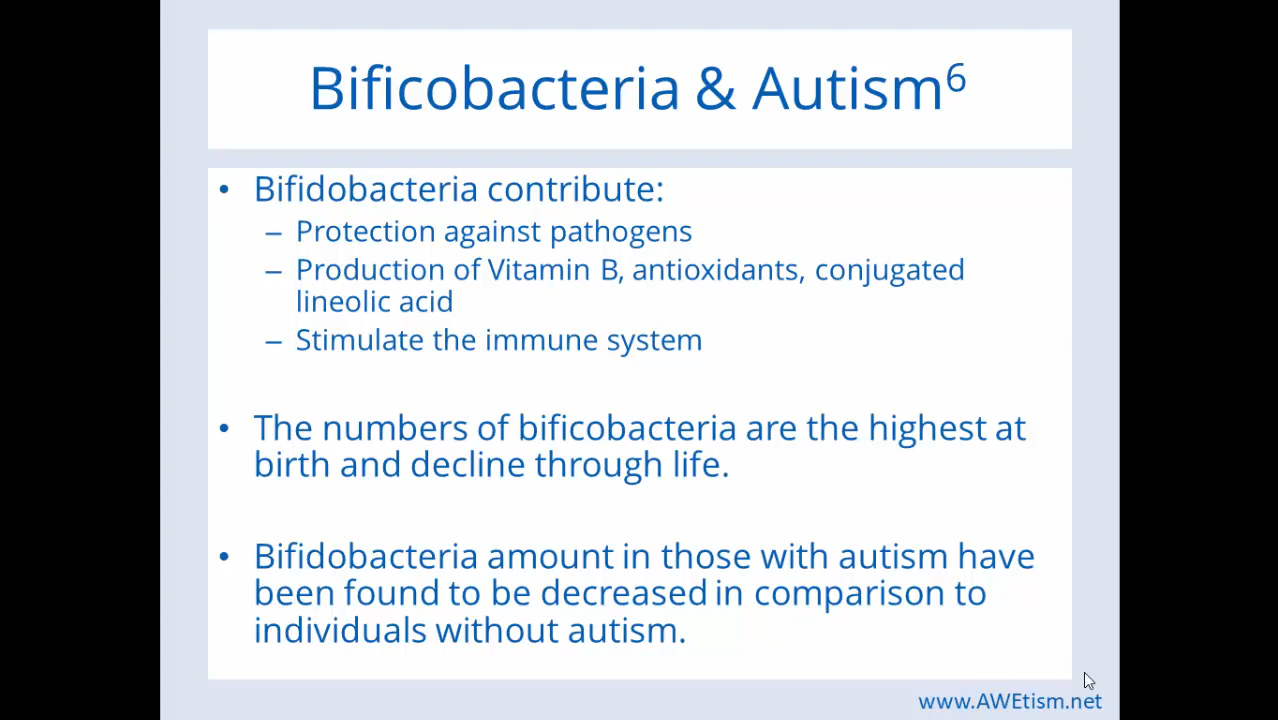 Bificobacteria & Autism⁶
• Bifidobacteria contribute:
– Protection against pathogens
– Production of Vitamin B, antioxidants, conjugated
lineolic acid
– Stimulate the immune system
• The numbers of bificobacteria are the highest at
birth and decline through life.
• Bifidobacteria amount in those with autism have
been found to be decreased in comparison to
individuals without autism.
www.AWEtism.net